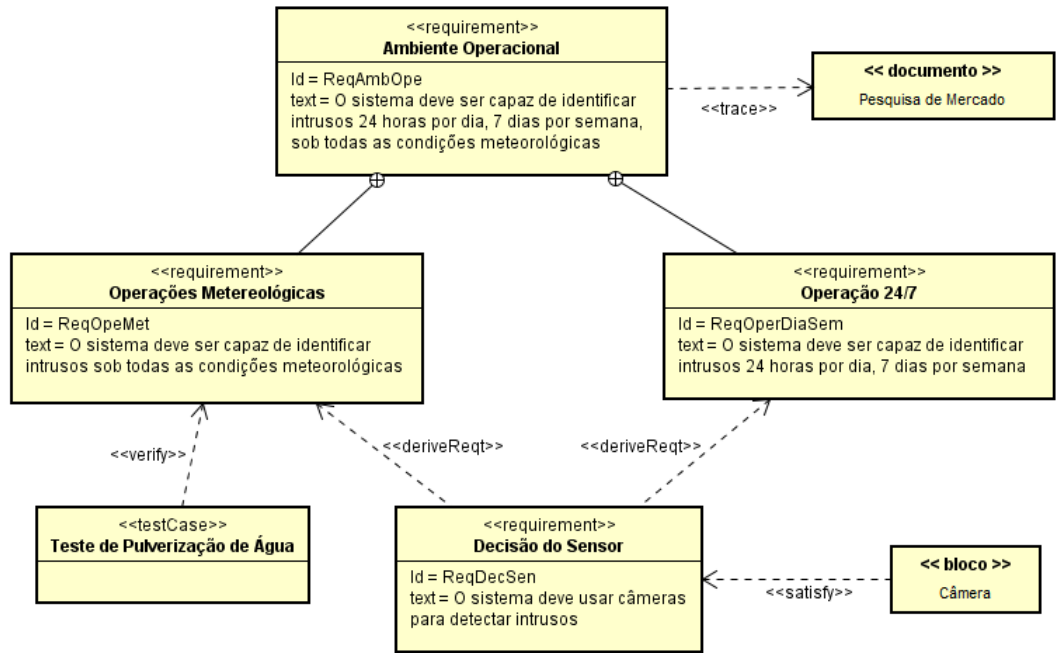 <<requirement>>
Ambiente Operacional
Id = ReqAmbOpe
text = O sistema deve ser capaz de identificar
intrusos 24 horas por dia, 7 dias por semana,
sob todas as condições meteorológicas
<< documento >>
Pesquisa de Mercado
<<trace>>
<<requirement>>
Operações Metereológicas
Id = ReqOpeMet
text = O sistema deve ser capaz de identificar
intrusos sob todas as condições meteorológicas
<<requirement>>
Operação 24/7
Id = ReqOperDiaSem
text = O sistema deve ser capaz de identificar
intrusos 24 horas por dia, 7 dias por semana
<<verify>>
<<deriveReqt>>
<<deriveReqt>>
<<testCase>>
Teste de Pulverização de Água
<<requirement>>
Decisão do Sensor
Id = ReqDecSen
text = O sistema deve usar câmeras
para detectar intrusos
<<satisfy>>
<< bloco >>
Câmera